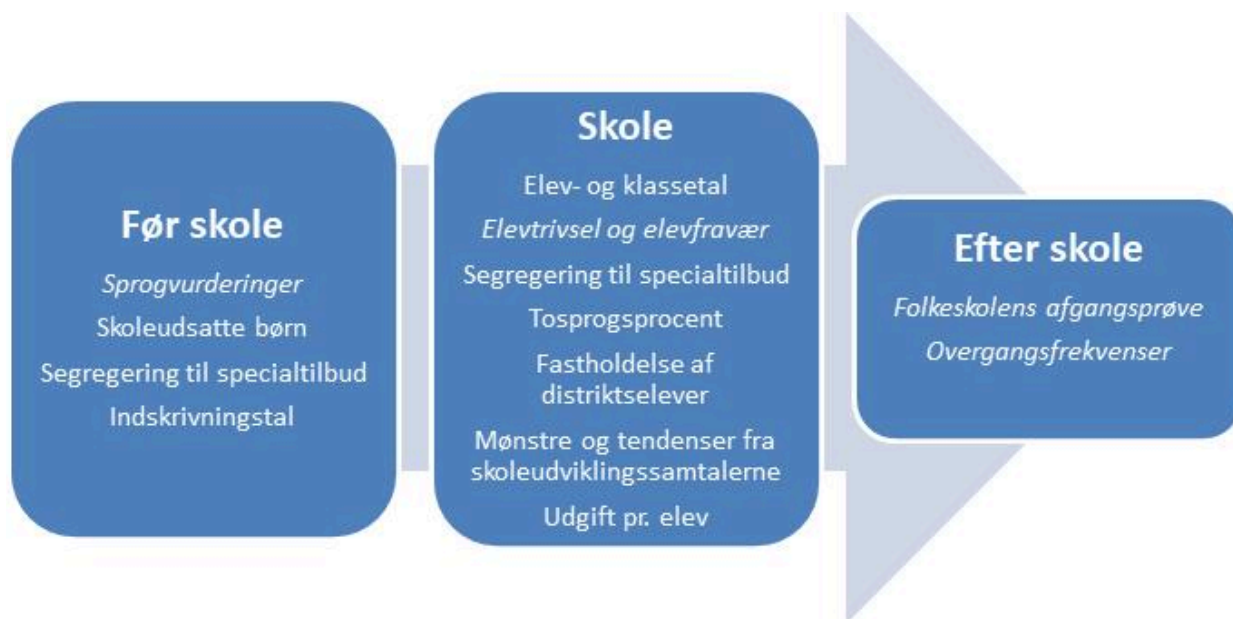 Før skole
Sprogvurderinger
Skoleudsatte børn
Segregering til specialtilbud
Indskrivningstal
Skole
Elev- og klassetal
Elevtrivsel og elevfravær
Segregering til specialtilbud
Tosprogsprocent
Fastholdelse af
distriktselever
Mønstre og tendenser fra
skoleudviklingssamtalerne
Udgift pr. elev
Efter skole
Folkeskolens afgangsprøve
Overgangsfrekvenser